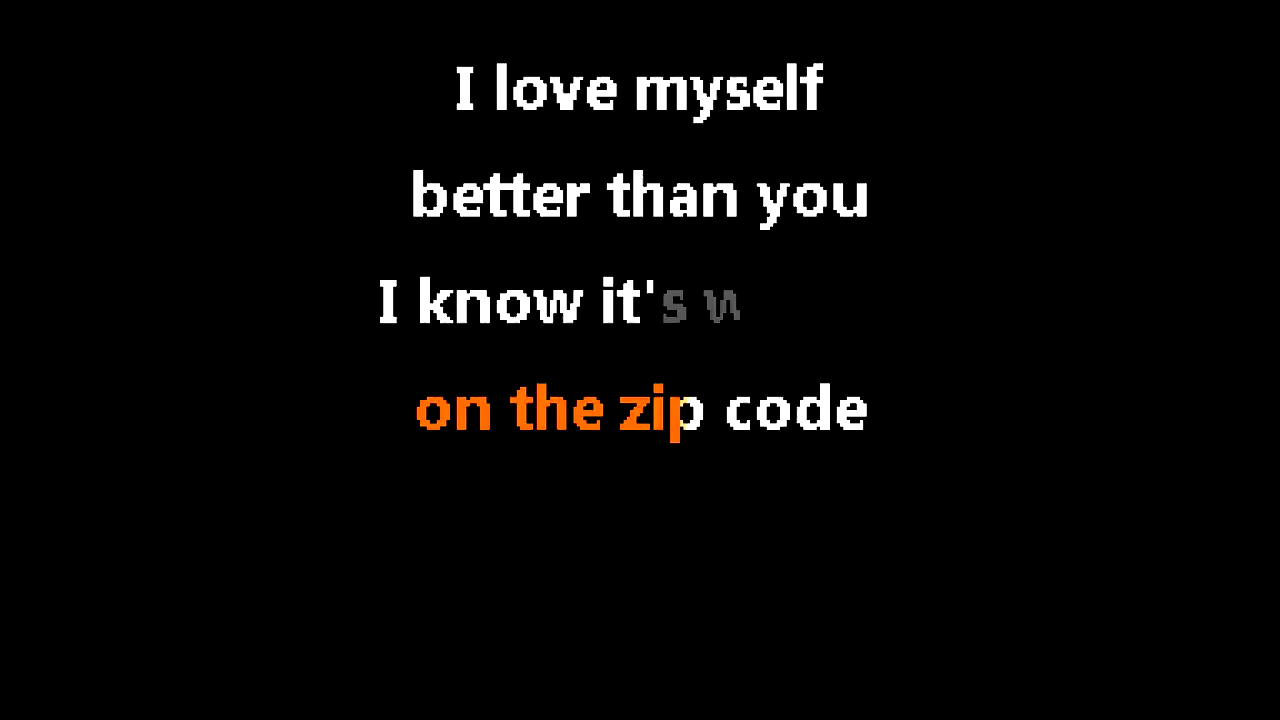 I love myself
better than you
I know it's w
on the zip code